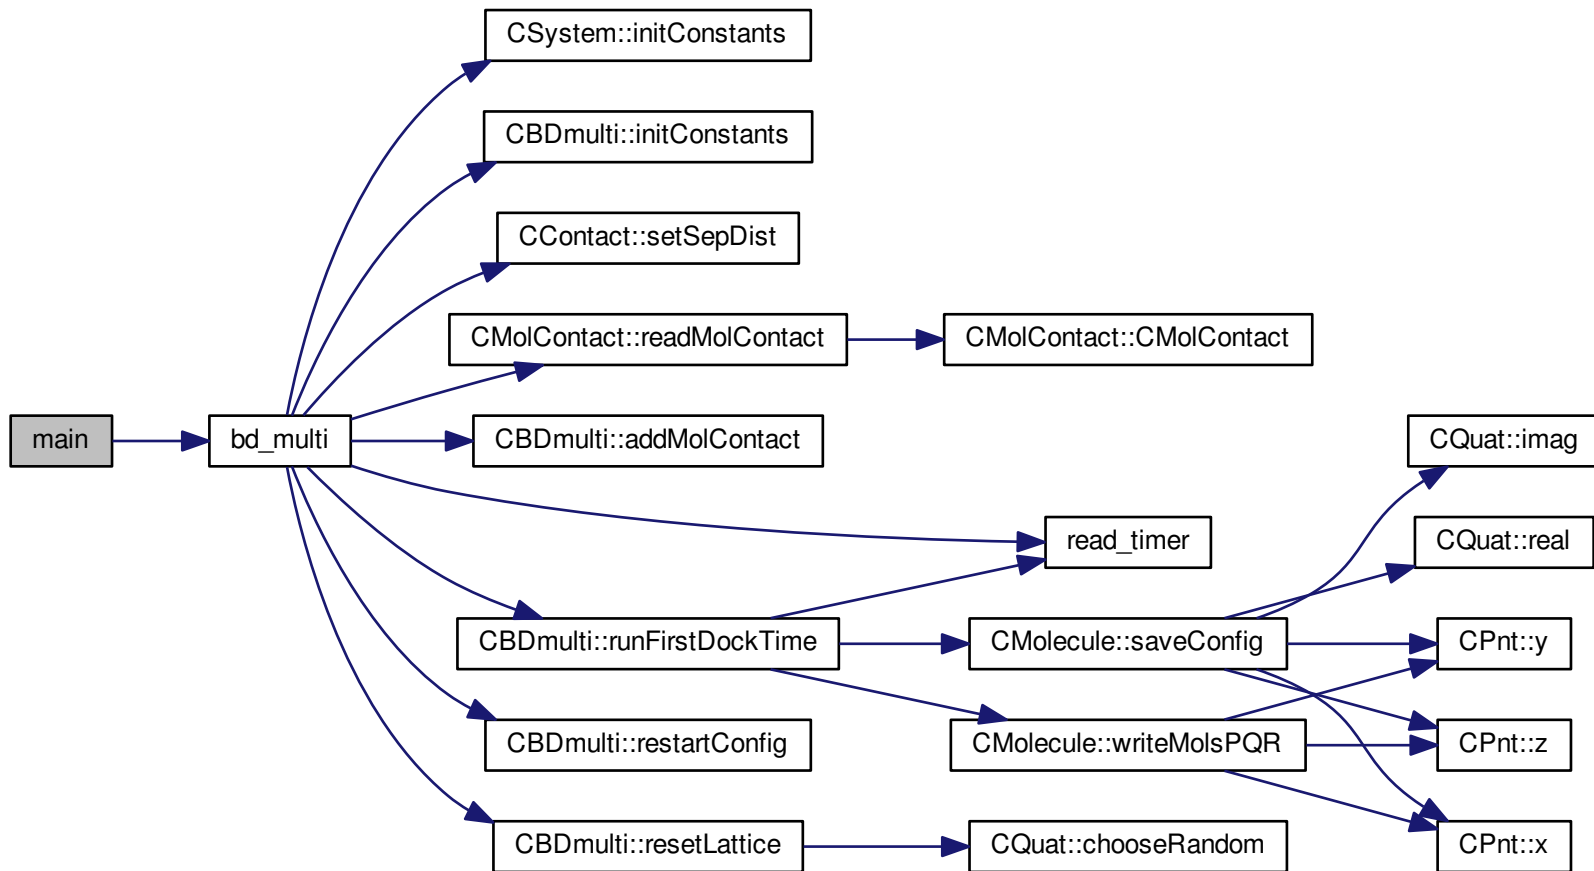 CSystem::initConstants
CBDmulti::initConstants
CContact::setSepDist
CMolContact::readMolContact
CMolContact::CMolContact
main
bd_multi
CBDmulti::addMolContact
CQuat::imag
read_timer
CQuat::real
CBDmulti::runFirstDockTime
CMolecule::saveConfig
CPnt::y
CBDmulti::restartConfig
CMolecule::writeMolsPQR
CPnt::z
CBDmulti::resetLattice
CQuat::chooseRandom
CPnt::x